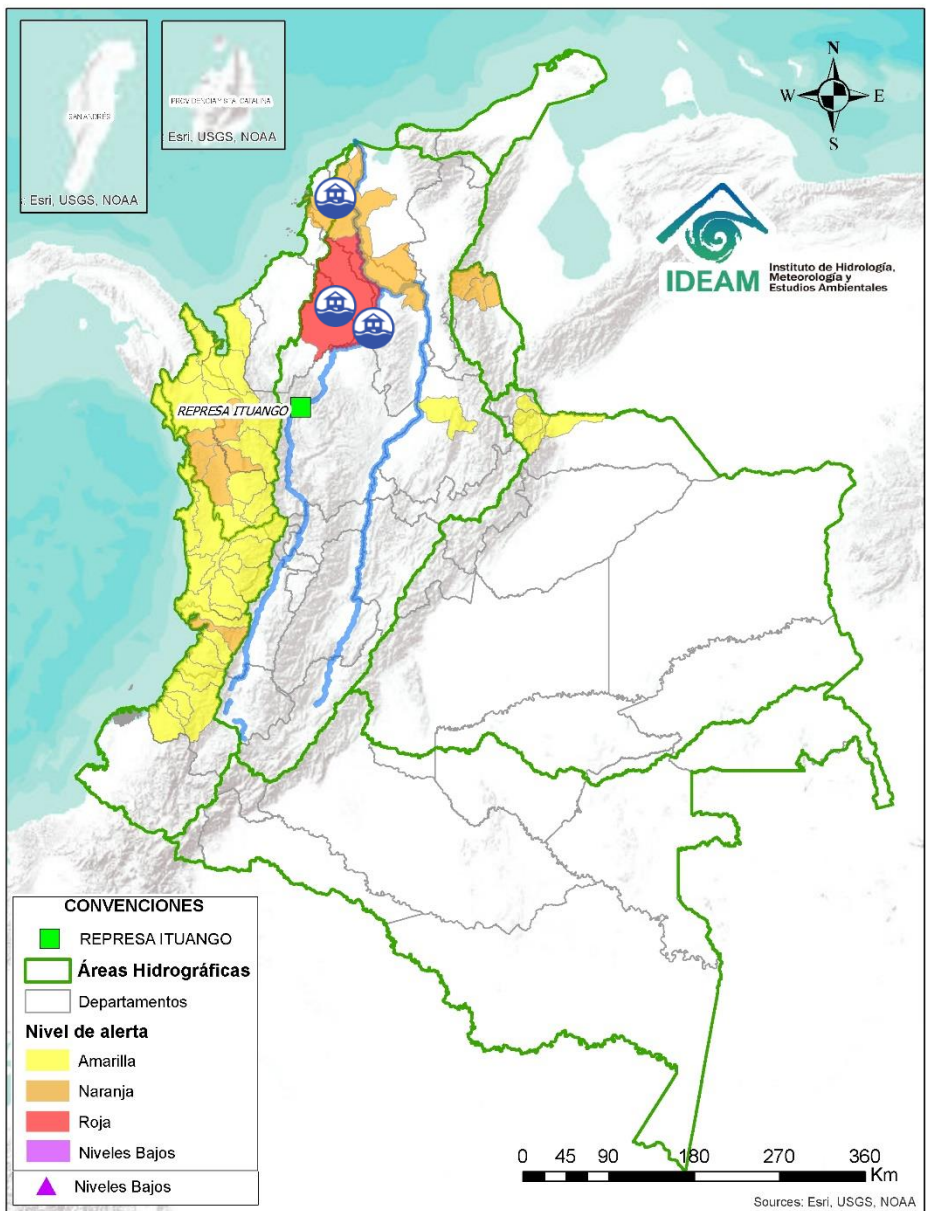 SAN ANDRÉS
: Esri, USGS, NOAA
PROVIDENCIA Y STA. CATALINA
Esri, USGS, NOAA
N
W E
S
IDEAM
Instituto de Hidrología,
Meteorología y
Estudios Ambientales
REPRESA ITUANGO
CONVENCIONES
REPRESA ITUANGO
Áreas Hidrográficas
Departamentos
Nivel de alerta
Amarilla
Naranja
Roja
Niveles Bajos
Niveles Bajos
0 45 90 180 270 360
Km
Sources: Esri, USGS, NOAA